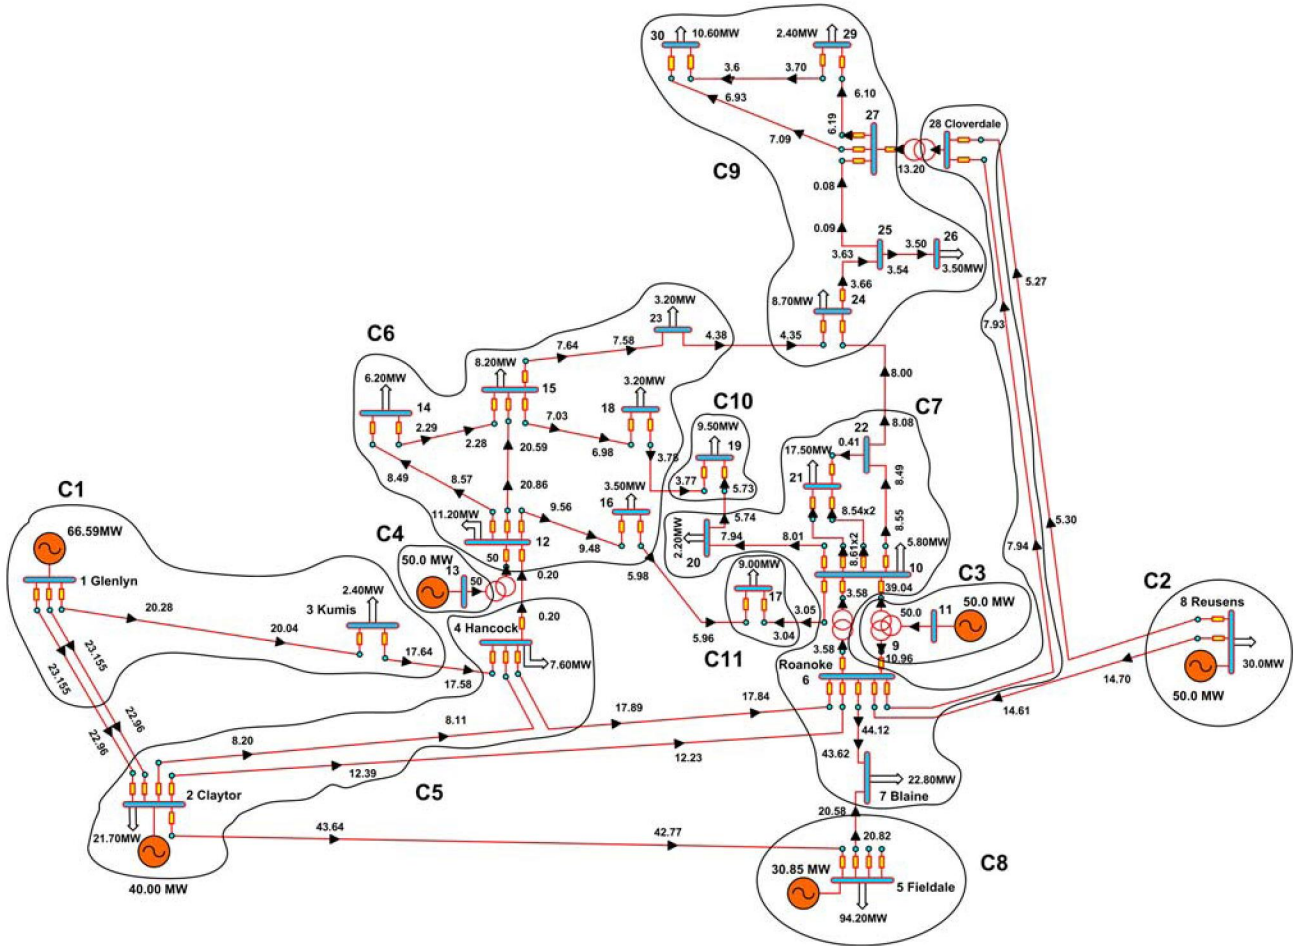 30
10.60MW
2.40MW
29
3.6
3.70
6.93
6.10
6.19
27
7.09
28 Cloverdale
13.20
C9
0.08
0.09
25
26
3.50
3.63
3.54
3.50MW
3.66
5.27
8.70MW
24
7.93
3.20MW
23
C6
7.64
7.58
4.38
4.35
8.20MW
15
6.20MW
14
3.20MW
18
8.00
C10
C7
2.29
2.28
7.03
6.98
20.59
9.50MW
19
22
8.08
0.41
17.50MW
3.75
3.77
5.73
21
8.49
8.57
8.49
20.86
3.50MW
16
9.56
9.48
C1
66.59MW
11.20MW
12
5.74
8.54x2
8.55
5.30
C4
50
2.20MW
20
7.94
8.01
8.61x2
5.80MW
10
7.94
50.0 MW
13
50
0.20
5.98
9.00MW
17
39.04
C3
C2
1 Glenlyn
2.40MW
3 Kumis
3.58
3.05
3.04
50.0
11
50.0 MW
8 Reusens
20.28
20.04
0.20
4 Hancock
5.96
C11
9
10.96
3.58
Roanoke
6
30.0MW
23.155
23.155
17.64
17.58
7.60MW
14.70
50.0 MW
17.84
14.61
22.96
22.96
8.20
8.11
17.89
44.12
12.39
12.23
43.62
22.80MW
7 Blaine
C5
2 Claytor
21.70MW
40.00 MW
43.64
42.77
20.58
20.82
C8
30.85 MW
5 Fieldale
94.20MW